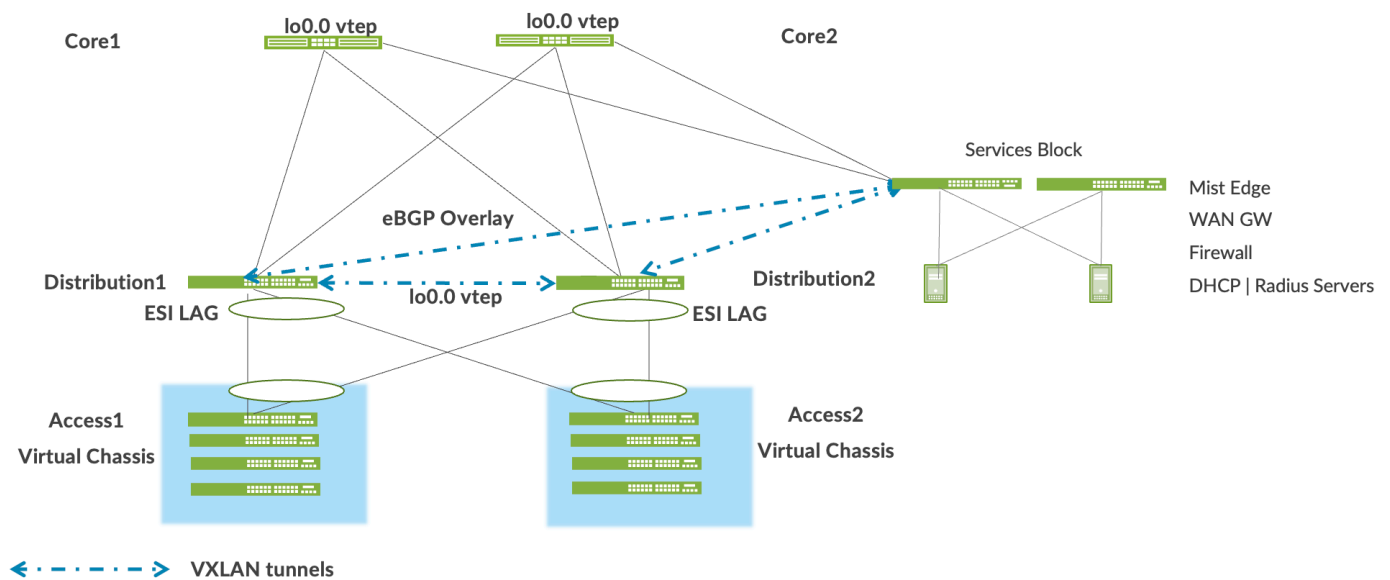 lo0.0 vtep
lo0.0 vtep
Core1
Core2
Services Block
Mist Edge
WAN GW
Firewall
DHCP | Radius Servers
eBGP Overlay
Distribution1
Distribution2
lo0.0 vtep
ESI LAG
ESI LAG
Access1
Virtual Chassis
Access2
Virtual Chassis
VXLAN tunnels